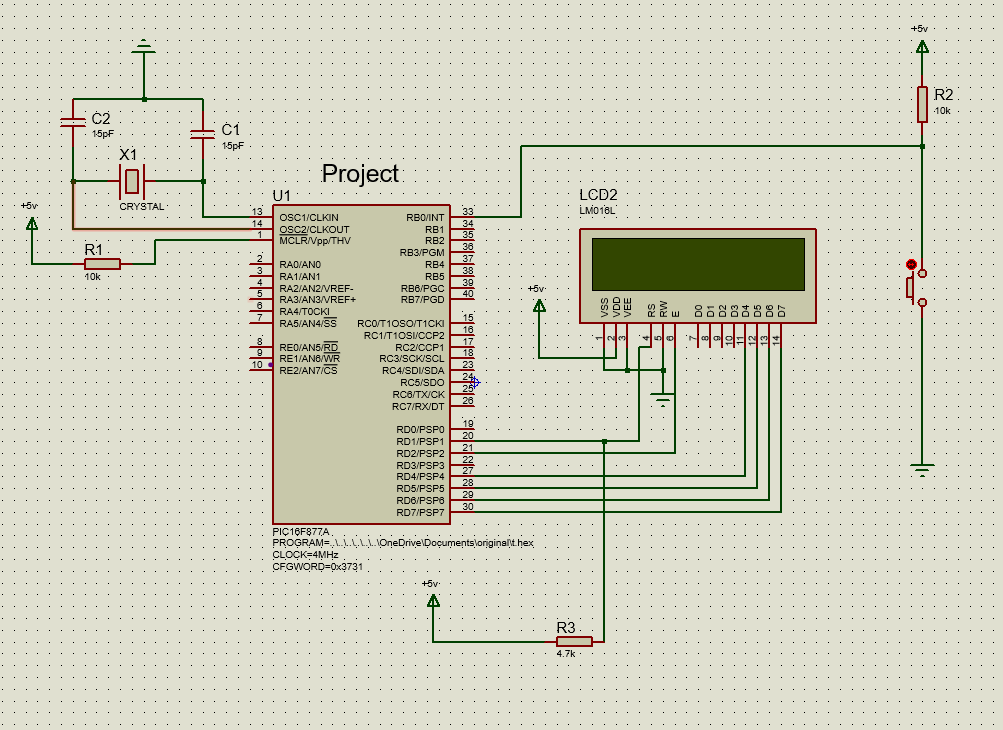 +5v
R2
10k
C2
15pF
C1
15pF
X1
CRYSTAL
Project
+5v
R1
10k
U1
13 OSC1/CLKIN
14 OSC2/CLKOUT
1 MCLR/Vpp/THV
2 RA0/AN0
3 RA1/AN1
4 RA2/AN2/VREF-
5 RA3/AN3/VREF+
6 RA4/T0CKI
7 RA5/AN4/SS
8 RE0/AN5/RD
9 RE1/AN6/WR
10 RE2/AN7/CS
RB0/INT 33
RB1 34
RB2 35
RB3/PGM 36
RB4 37
RB5 38
RB6/PGC 39
RB7/PGD 40
RC0/T1OSO/T1CKI 15
RC1/T1OSI/CCP2 16
RC2/CCP1 17
RC3/SCK/SCL 18
RC4/SDI/SDA 23
RC5/SDO 24
RC6/TX/CK 25
RC7/RX/DT 26
RD0/PSP0 19
RD1/PSP1 20
RD2/PSP2 21
RD3/PSP3 22
RD4/PSP4 27
RD5/PSP5 28
RD6/PSP6 29
RD7/PSP7 30
PIC16F877A
PROGRAM=..\..\..\..\..\OneDrive\Documents\original\t.hex
CLOCK=4MHz
CFGWORD=0x3731
LCD2
LM016L
+5v
VSS VDD VEE RS RW E D0 D1 D2 D3 D4 D5 D6 D7
1 2 3 4 5 6 7 8 9 10 11 12 13 14
+5v
R3
4.7k